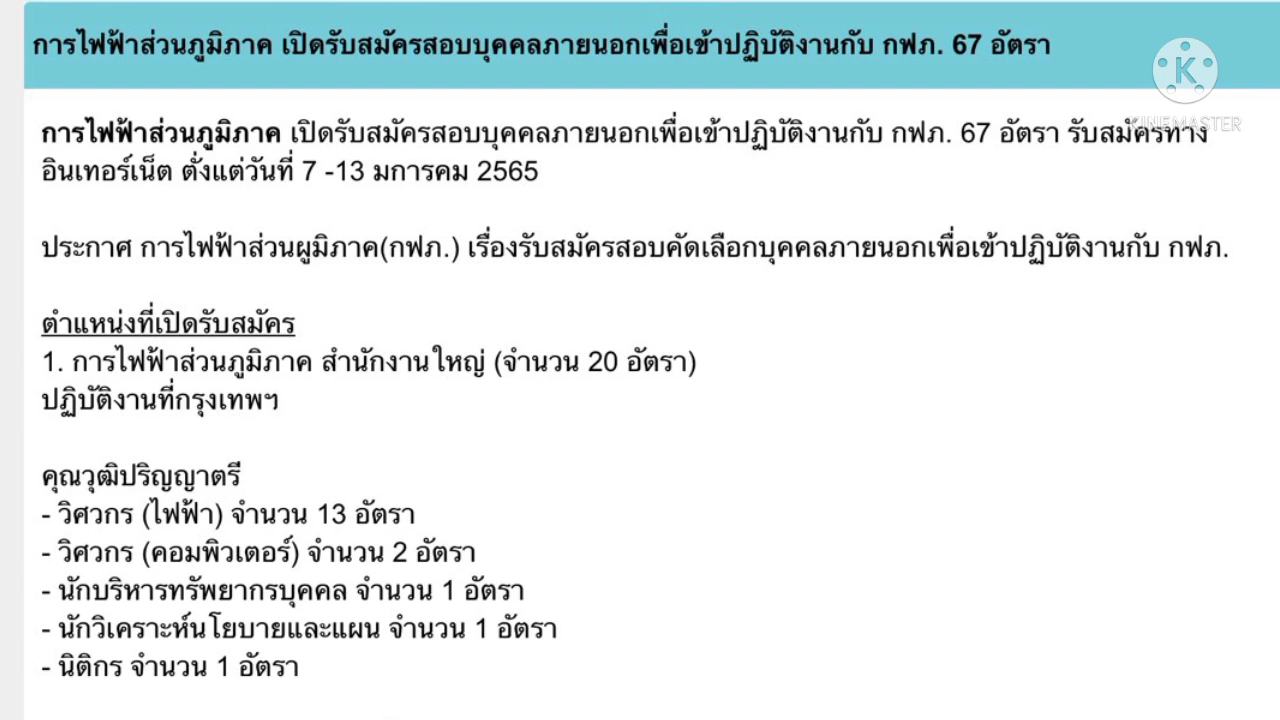 การไฟฟ้าส่วนภูมิภาค เปิดรับสมัครสอบบุคคลภายนอกเพื่อเข้าปฏิบัติงานกับ กฟภ. 67 อัตรา
K
KINEMASTER
การไฟฟ้าส่วนภูมิภาค เปิดรับสมัครสอบบุคคลภายนอกเพื่อเข้าปฏิบัติงานกับ กฟภ. 67 อัตรา รับสมัครทาง
อินเทอร์เน็ต ตั่งแต่วันที่ 7 -13 มการคม 2565
ประกาศ การไฟฟ้าส่วนผูมิภาค(กฟภ.) เรื่องรับสมัครสอบคัดเลือกบุคคลภายนอกเพื่อเข้าปฏิบัติงานกับ กฟภ.
ตำแหน่งที่เปิดรับสมัคร
1. การไฟฟ้าส่วนภูมิภาค สำนักงานใหญ่ (จำนวน 20 อัตรา)
ปฏิบัติงานที่กรุงเทพฯ
คุณวุฒิปริญญาตรี
- วิศวกร (ไฟฟ้า) จำนวน 13 อัตรา
- วิศวกร (คอมพิวเตอร์) จำนวน 2 อัตรา
- นักบริหารทรัพยากรบุคคล จำนวน 1 อัตรา
- นักวิเคราะห์นโยบายและแผน จำนวน 1 อัตรา
- นิติกร จำนวน 1 อัตรา